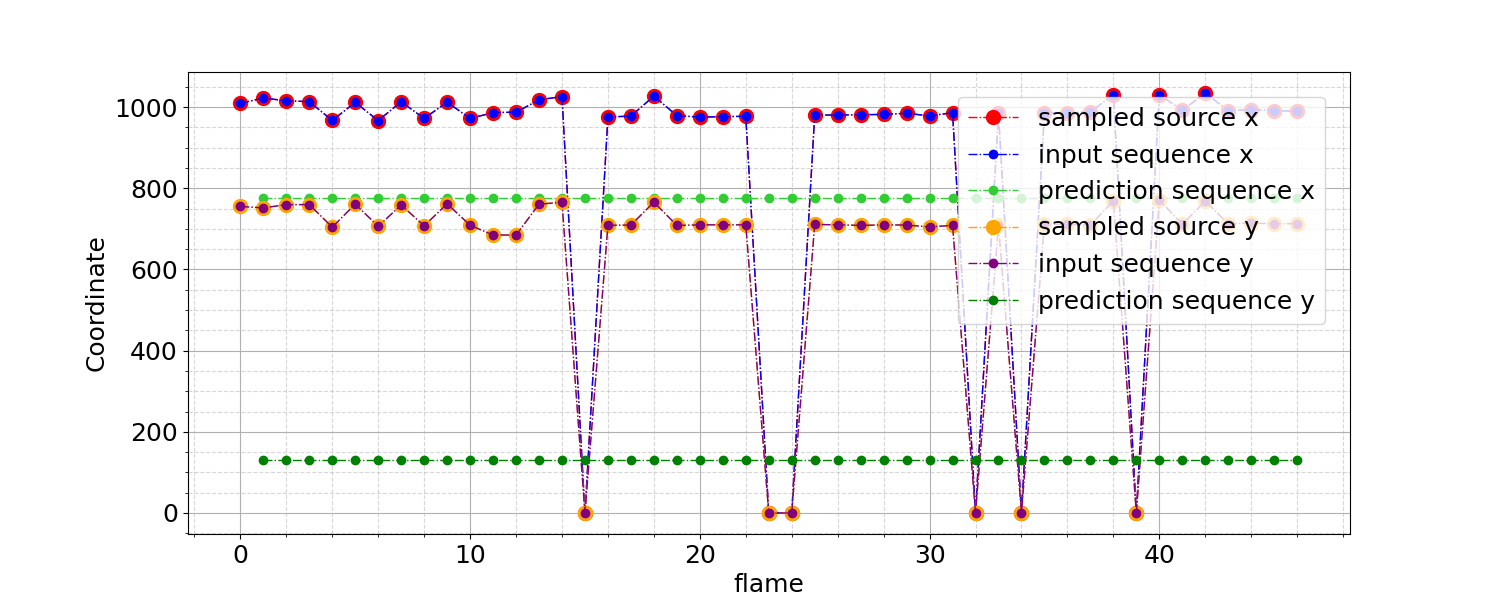 1000
800
600
400
200
0
Coordinate
0 10 20 30 40
flame
sampled source x
input sequence x
prediction sequence x
sampled source y
input sequence y
prediction sequence y